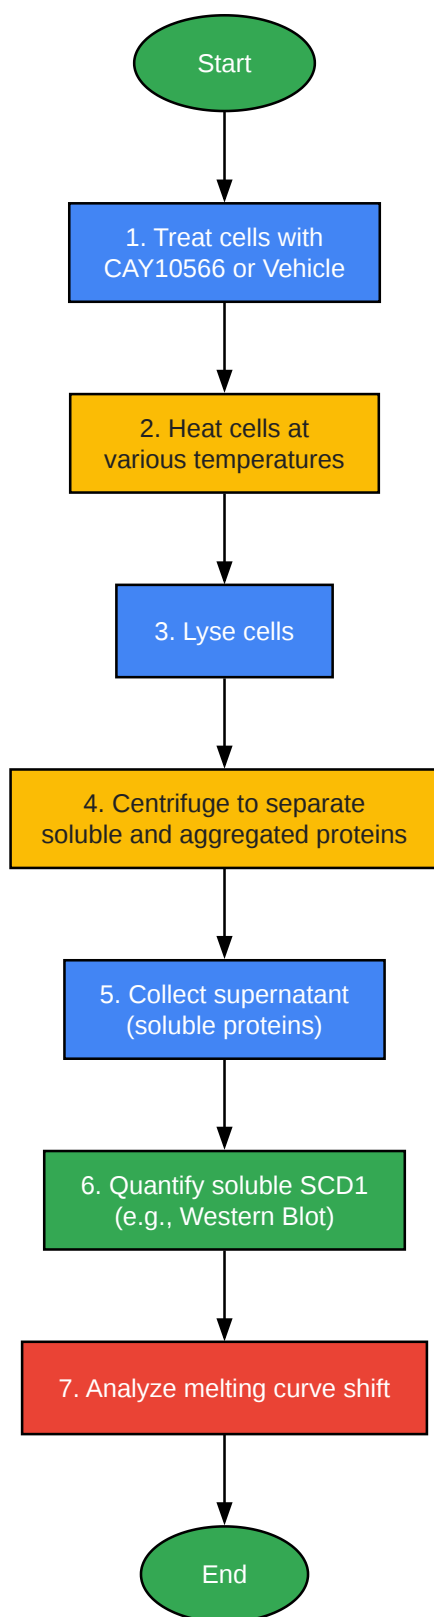 Start
1. Treat cells with
CAY10566 or Vehicle
2. Heat cells at
various temperatures
3. Lyse cells
4. Centrifuge to separate
soluble and aggregated proteins
5. Collect supernatant
(soluble proteins)
6. Quantify soluble SCD1
(e.g., Western Blot)
7. Analyze melting curve shift
End